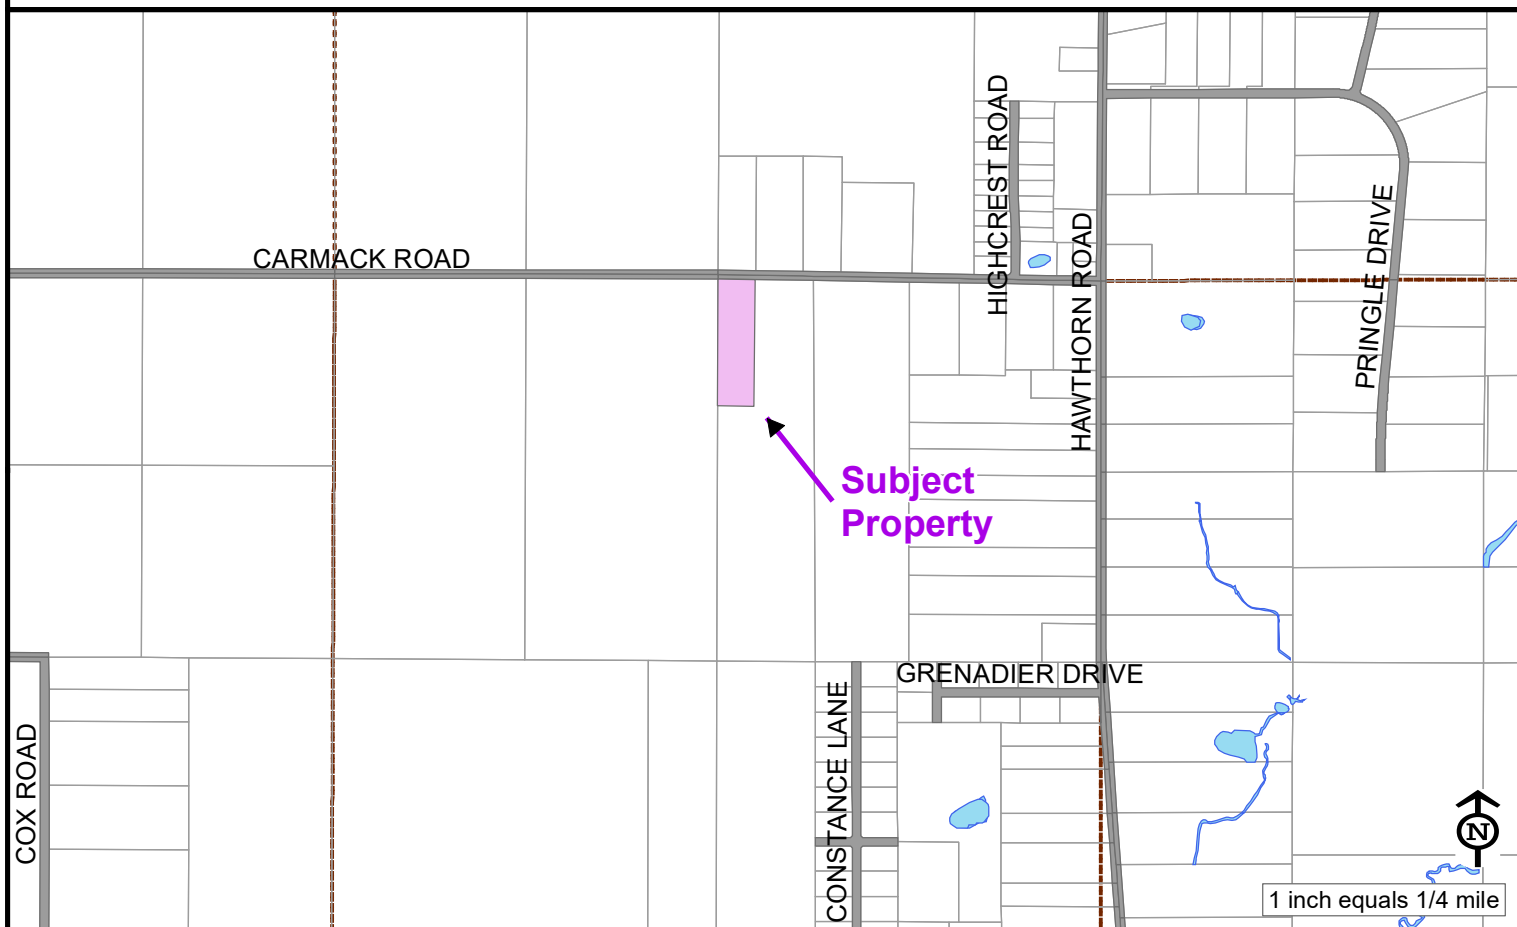 HIGHCREST ROAD
CARMACK ROAD
HAWTHORN ROAD
PRINGLE DRIVE
Subject
Property
GRENADIER DRIVE
CONSTANCE LANE
COX ROAD
N
1 inch equals 1/4 mile